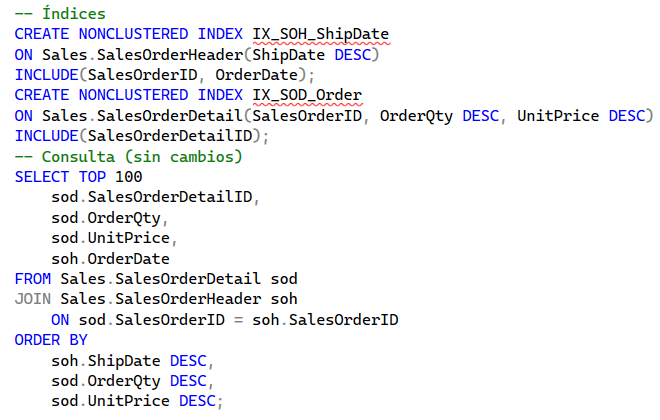 -- Índices
CREATE NONCLUSTERED INDEX IX_SOH_ShipDate
ON Sales.SalesOrderHeader(ShipDate DESC)
INCLUDE(SalesOrderID, OrderDate);
CREATE NONCLUSTERED INDEX IX_SOD_Order
ON Sales.SalesOrderDetail(SalesOrderID, OrderQty DESC, UnitPrice DESC)
INCLUDE(SalesOrderDetailID);
-- Consulta (sin cambios)
SELECT TOP 100
    sod.SalesOrderDetailID,
    sod.OrderQty,
    sod.UnitPrice,
    soh.OrderDate
FROM Sales.SalesOrderDetail sod
JOIN Sales.SalesOrderHeader soh
    ON sod.SalesOrderID = soh.SalesOrderID
ORDER BY
    soh.ShipDate DESC,
    sod.OrderQty DESC,
    sod.UnitPrice DESC;